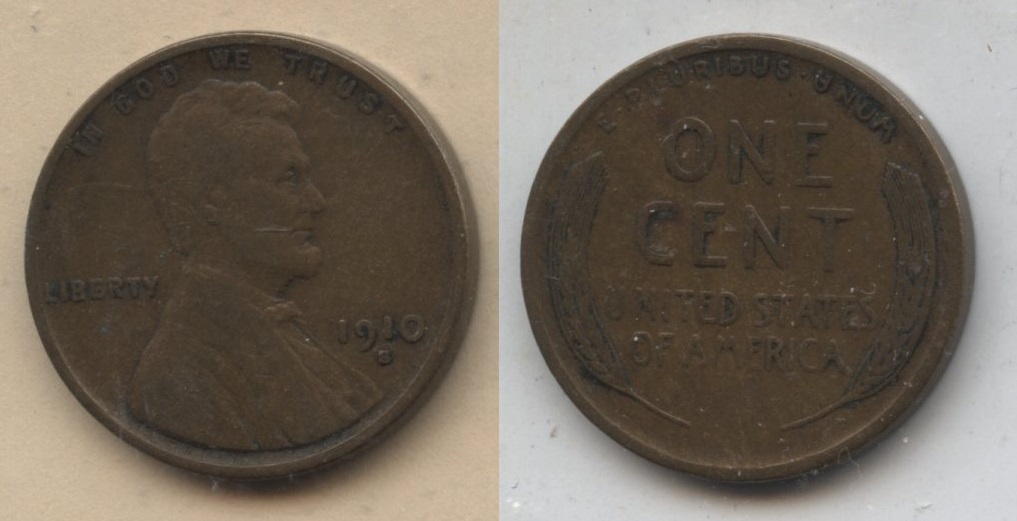 IN GOD WE TRUST
LIBERTY
1910
S
E·PLURIBUS·UNUM
ONE
CENT
UNITED STATES
OF AMERICA